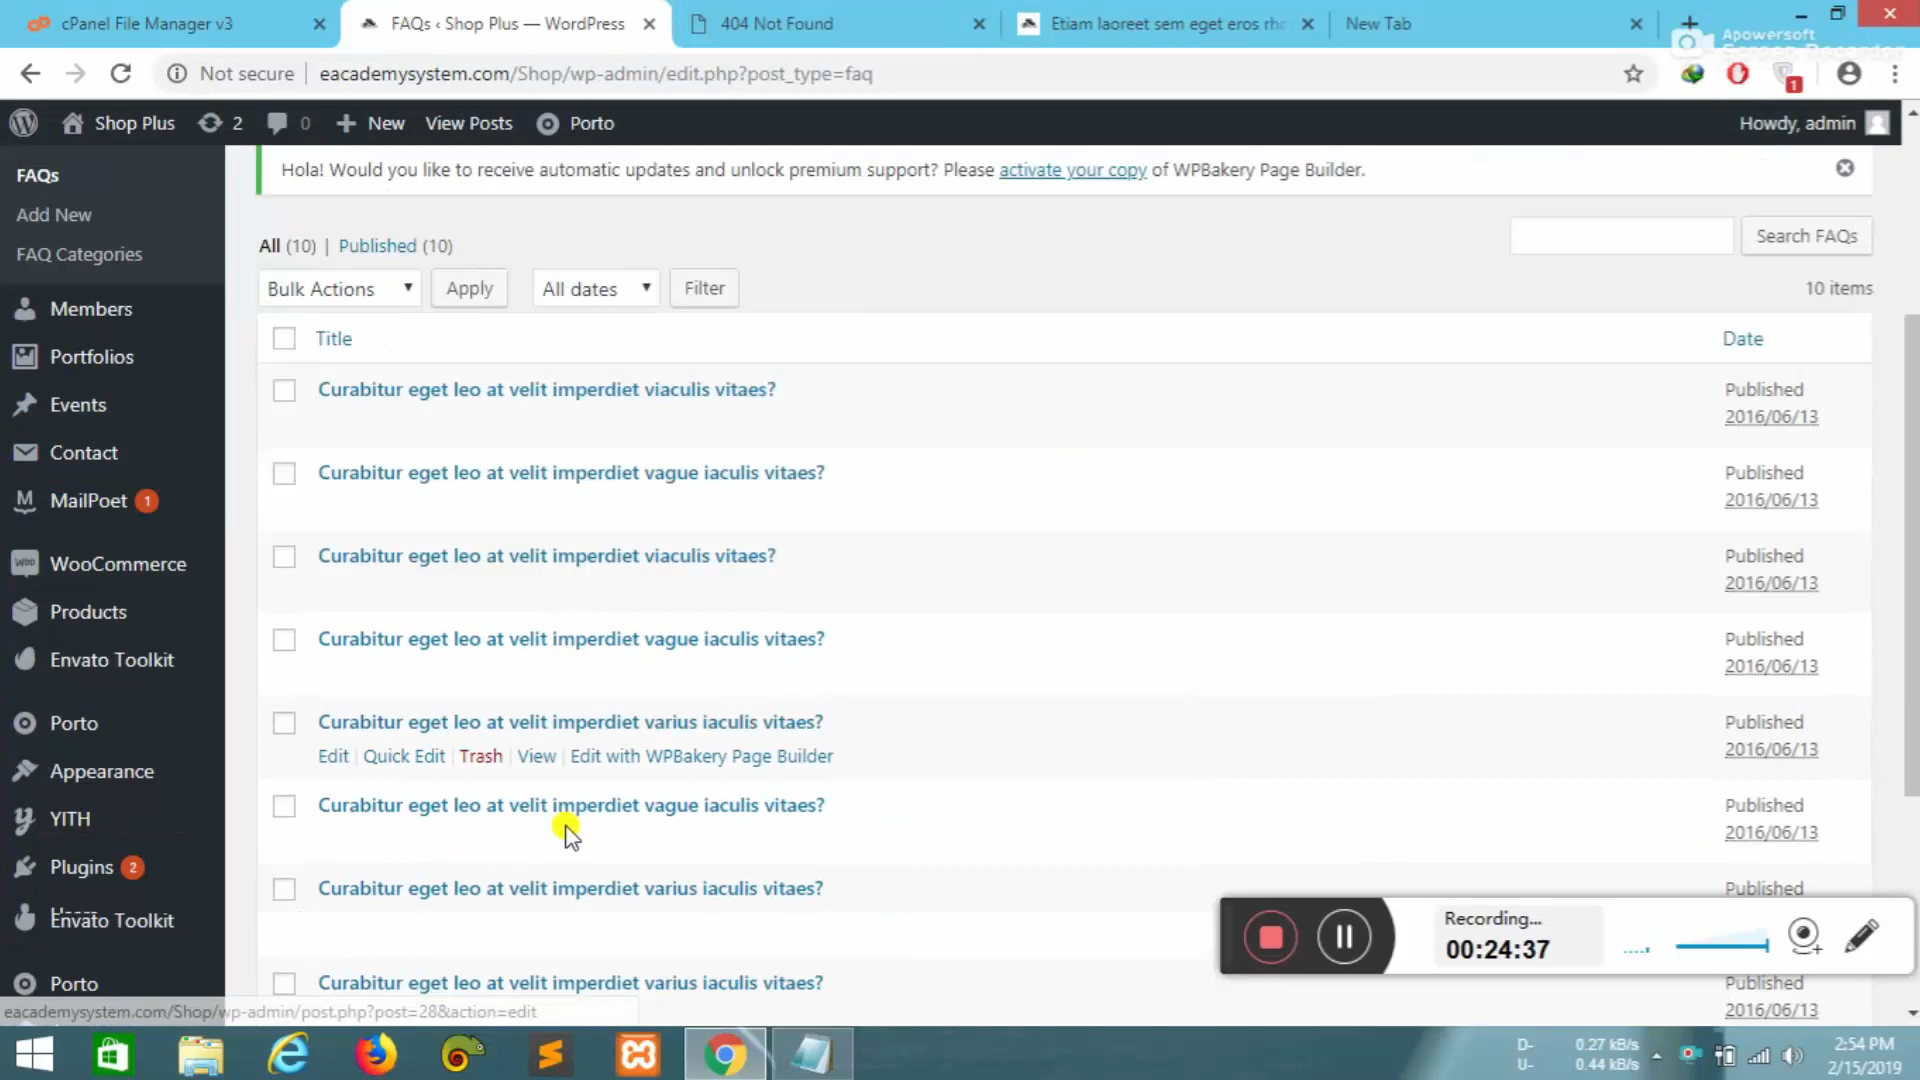 cPanel File Manager v3
FAQs ‹ Shop Plus — WordPress
404 Not Found
Etiam laoreet sem eget eros rho
New Tab
Apowersoft
Screen Recorder
Not secure
eacademysystem.com/Shop/wp-admin/edit.php?post_type=faq
1
Shop Plus
2
0
New
View Posts
Porto
Howdy, admin
FAQs
Add New
FAQ Categories
Members
Portfolios
Events
Contact
MailPoet 1
WooCommerce
Products
Envato Toolkit
Porto
Appearance
YITH
Plugins 2
Envato Toolkit
Porto
Hola! Would you like to receive automatic updates and unlock premium support? Please activate your copy of WPBakery Page Builder.
All (10) | Published (10)
Search FAQs
Bulk Actions
Apply
All dates
Filter
10 items
Title
Date
Curabitur eget leo at velit imperdiet viaculis vitaes?
Published
2016/06/13
Curabitur eget leo at velit imperdiet vague iaculis vitaes?
Published
2016/06/13
Curabitur eget leo at velit imperdiet viaculis vitaes?
Published
2016/06/13
Curabitur eget leo at velit imperdiet vague iaculis vitaes?
Published
2016/06/13
Curabitur eget leo at velit imperdiet varius iaculis vitaes?
Published
Edit | Quick Edit | Trash | View | Edit with WPBakery Page Builder
2016/06/13
Curabitur eget leo at velit imperdiet vague iaculis vitaes?
Published
2016/06/13
Curabitur eget leo at velit imperdiet varius iaculis vitaes?
Published
Curabitur eget leo at velit imperdiet varius iaculis vitaes?
Published
2016/06/13
Recording...
00:24:37
eacademysystem.com/Shop/wp-admin/post.php?post=28&action=edit
D- 0.27 kB/s
U- 0.44 kB/s
2:54 PM
2/15/2019